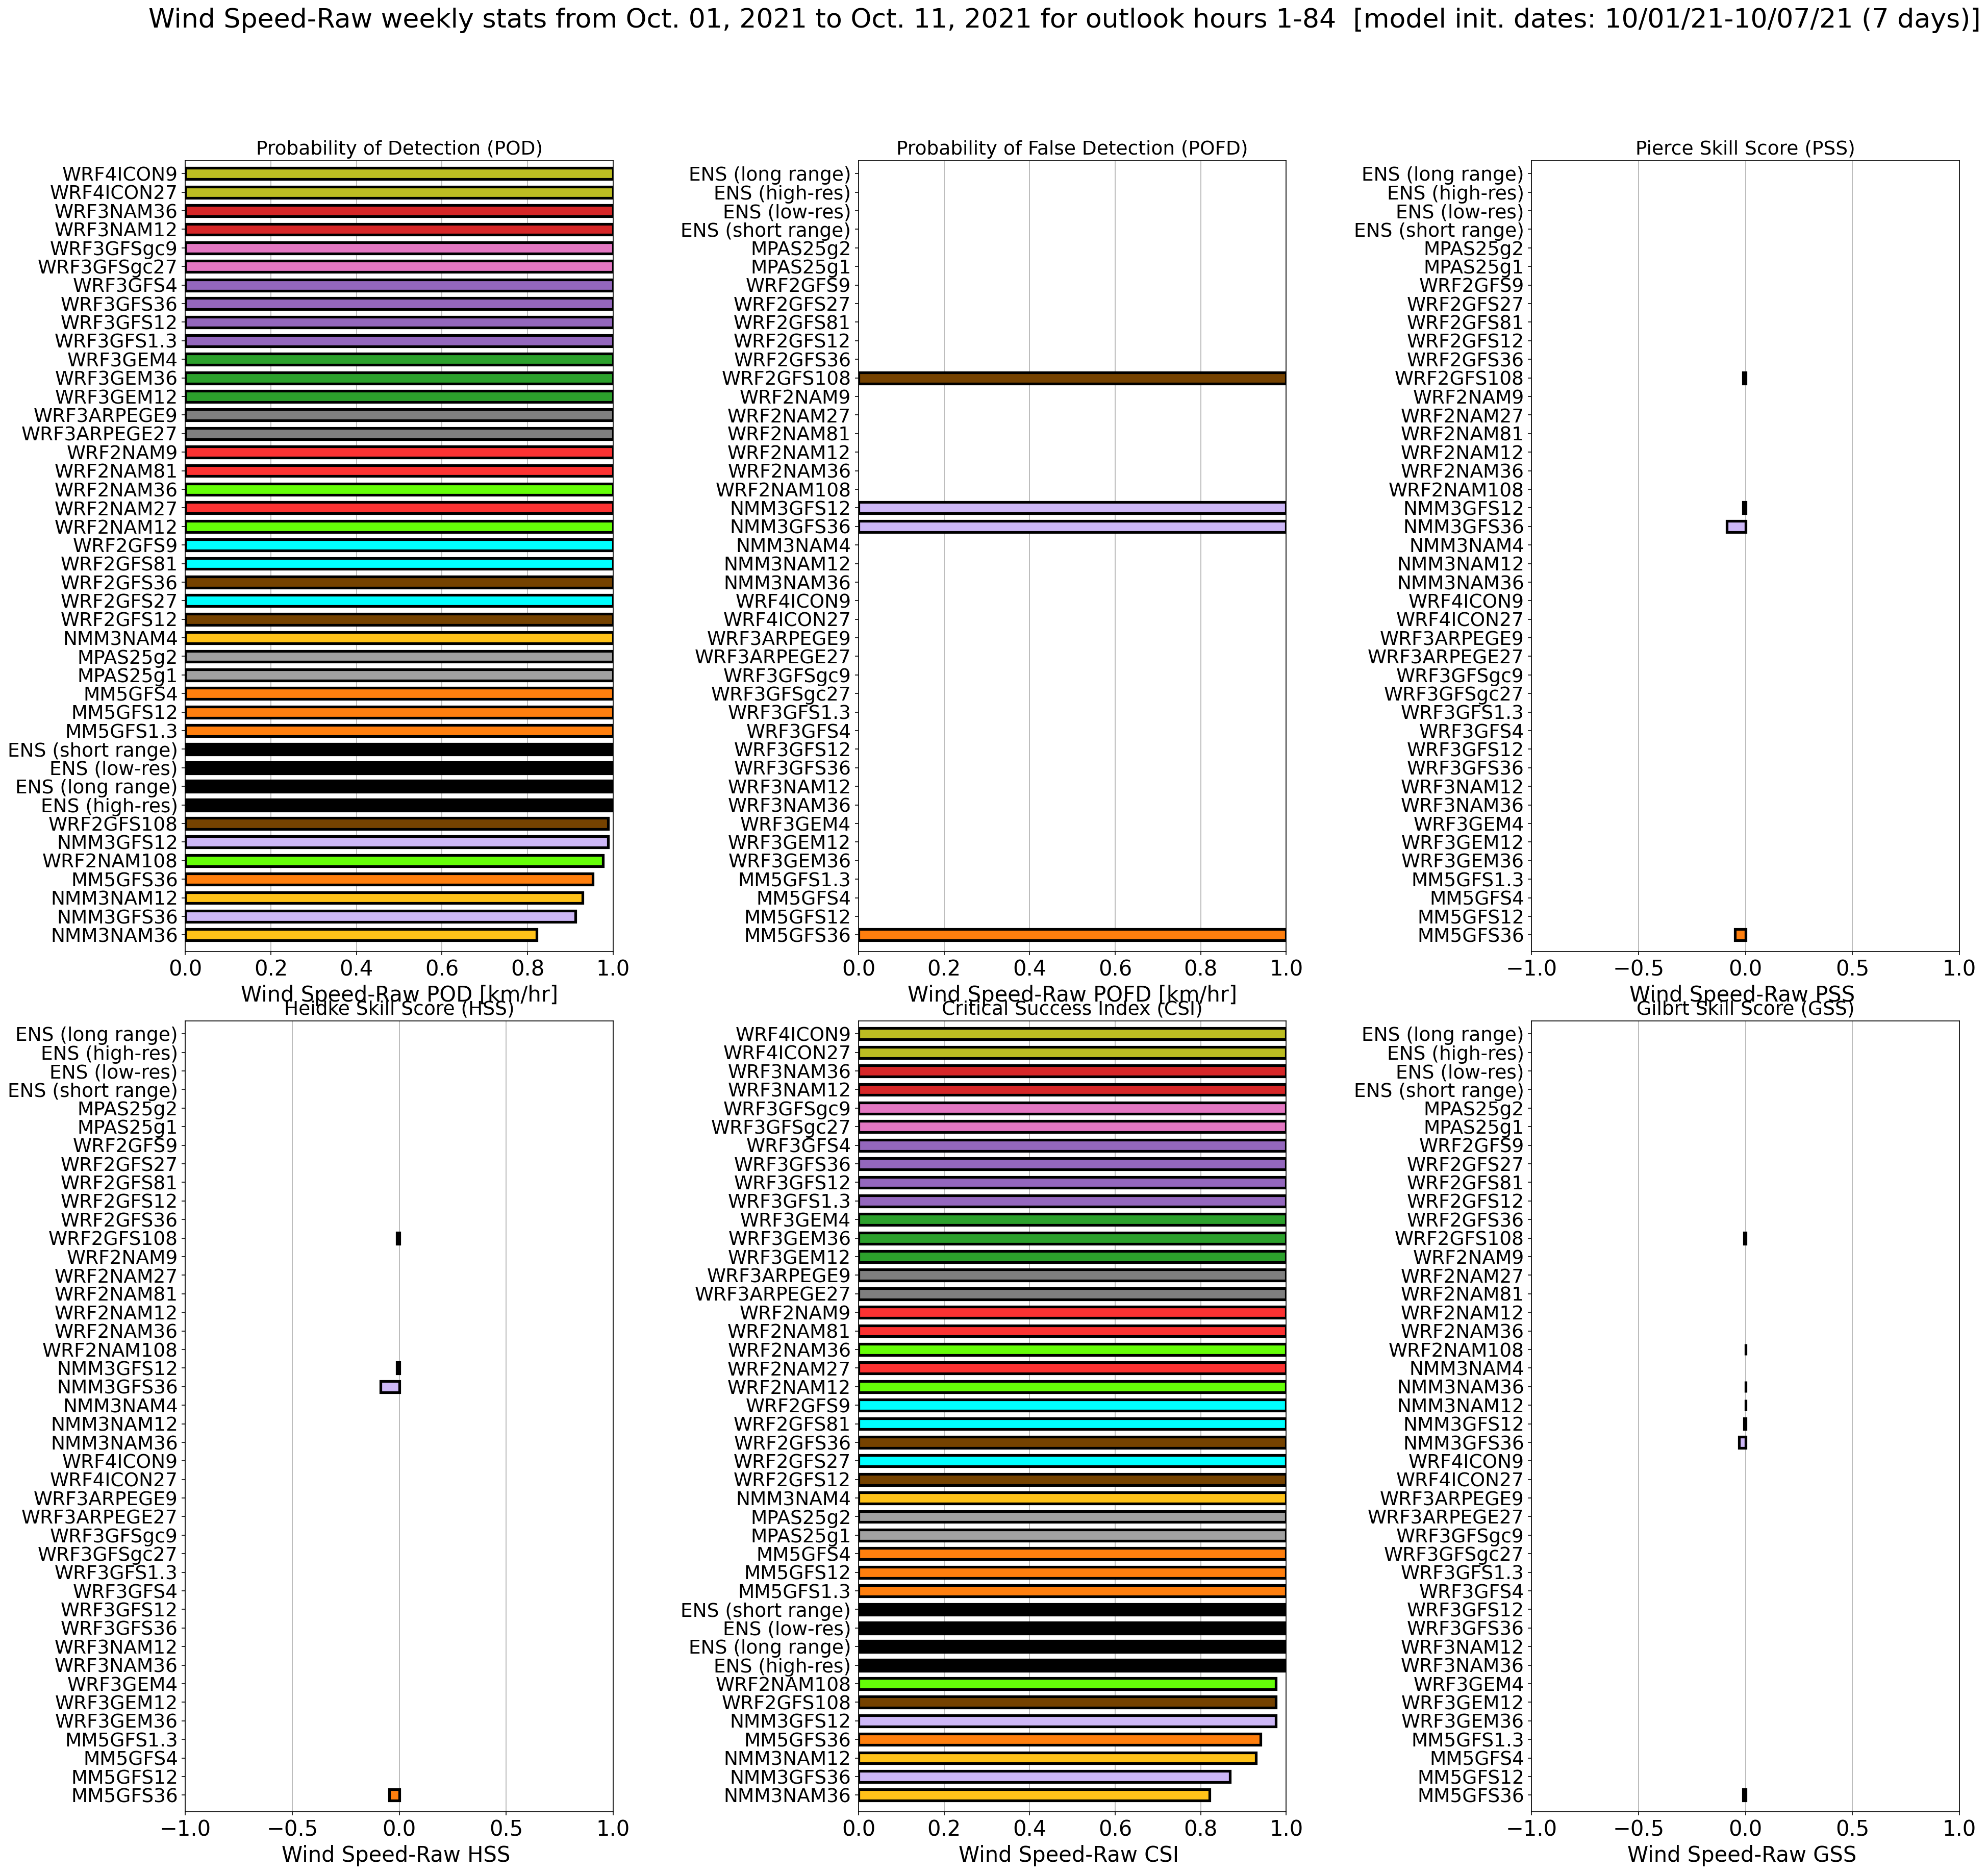 Wind Speed-Raw weekly stats from Oct. 01, 2021 to Oct. 11, 2021 for outlook hours 1-84  [model init. dates: 10/01/21-10/07/21 (7 days)]
Probability of Detection (POD)
WRF4ICON9
WRF4ICON27
WRF3NAM36
WRF3NAM12
WRF3GFSgc9
WRF3GFSgc27
WRF3GFS4
WRF3GFS36
WRF3GFS12
WRF3GFS1.3
WRF3GEM4
WRF3GEM36
WRF3GEM12
WRF3ARPEGE9
WRF3ARPEGE27
WRF2NAM9
WRF2NAM81
WRF2NAM36
WRF2NAM27
WRF2NAM12
WRF2GFS9
WRF2GFS81
WRF2GFS36
WRF2GFS27
WRF2GFS12
NMM3NAM4
MPAS25g2
MPAS25g1
MM5GFS4
MM5GFS12
MM5GFS1.3
ENS (short range)
ENS (low-res)
ENS (long range)
ENS (high-res)
WRF2GFS108
NMM3GFS12
WRF2NAM108
MM5GFS36
NMM3NAM12
NMM3GFS36
NMM3NAM36
0.0 0.2 0.4 0.6 0.8 1.0
Wind Speed-Raw POD [km/hr]
Probability of False Detection (POFD)
ENS (long range)
ENS (high-res)
ENS (low-res)
ENS (short range)
MPAS25g2
MPAS25g1
WRF2GFS9
WRF2GFS27
WRF2GFS81
WRF2GFS12
WRF2GFS36
WRF2GFS108
WRF2NAM9
WRF2NAM27
WRF2NAM81
WRF2NAM12
WRF2NAM36
WRF2NAM108
NMM3GFS12
NMM3GFS36
NMM3NAM4
NMM3NAM12
NMM3NAM36
WRF4ICON9
WRF4ICON27
WRF3ARPEGE9
WRF3ARPEGE27
WRF3GFSgc9
WRF3GFSgc27
WRF3GFS1.3
WRF3GFS4
WRF3GFS12
WRF3GFS36
WRF3NAM12
WRF3NAM36
WRF3GEM4
WRF3GEM12
WRF3GEM36
MM5GFS1.3
MM5GFS4
MM5GFS12
MM5GFS36
0.0 0.2 0.4 0.6 0.8 1.0
Wind Speed-Raw POFD [km/hr]
Pierce Skill Score (PSS)
ENS (long range)
ENS (high-res)
ENS (low-res)
ENS (short range)
MPAS25g2
MPAS25g1
WRF2GFS9
WRF2GFS27
WRF2GFS81
WRF2GFS12
WRF2GFS36
WRF2GFS108
WRF2NAM9
WRF2NAM27
WRF2NAM81
WRF2NAM12
WRF2NAM36
WRF2NAM108
NMM3GFS12
NMM3GFS36
NMM3NAM4
NMM3NAM12
NMM3NAM36
WRF4ICON9
WRF4ICON27
WRF3ARPEGE9
WRF3ARPEGE27
WRF3GFSgc9
WRF3GFSgc27
WRF3GFS1.3
WRF3GFS4
WRF3GFS12
WRF3GFS36
WRF3NAM12
WRF3NAM36
WRF3GEM4
WRF3GEM12
WRF3GEM36
MM5GFS1.3
MM5GFS4
MM5GFS12
MM5GFS36
−1.0 −0.5 0.0 0.5 1.0
Wind Speed-Raw PSS
Heidke Skill Score (HSS)
ENS (long range)
ENS (high-res)
ENS (low-res)
ENS (short range)
MPAS25g2
MPAS25g1
WRF2GFS9
WRF2GFS27
WRF2GFS81
WRF2GFS12
WRF2GFS36
WRF2GFS108
WRF2NAM9
WRF2NAM27
WRF2NAM81
WRF2NAM12
WRF2NAM36
WRF2NAM108
NMM3GFS12
NMM3GFS36
NMM3NAM4
NMM3NAM12
NMM3NAM36
WRF4ICON9
WRF4ICON27
WRF3ARPEGE9
WRF3ARPEGE27
WRF3GFSgc9
WRF3GFSgc27
WRF3GFS1.3
WRF3GFS4
WRF3GFS12
WRF3GFS36
WRF3NAM12
WRF3NAM36
WRF3GEM4
WRF3GEM12
WRF3GEM36
MM5GFS1.3
MM5GFS4
MM5GFS12
MM5GFS36
−1.0 −0.5 0.0 0.5 1.0
Wind Speed-Raw HSS
Critical Success Index (CSI)
WRF4ICON9
WRF4ICON27
WRF3NAM36
WRF3NAM12
WRF3GFSgc9
WRF3GFSgc27
WRF3GFS4
WRF3GFS36
WRF3GFS12
WRF3GFS1.3
WRF3GEM4
WRF3GEM36
WRF3GEM12
WRF3ARPEGE9
WRF3ARPEGE27
WRF2NAM9
WRF2NAM81
WRF2NAM36
WRF2NAM27
WRF2NAM12
WRF2GFS9
WRF2GFS81
WRF2GFS36
WRF2GFS27
WRF2GFS12
NMM3NAM4
MPAS25g2
MPAS25g1
MM5GFS4
MM5GFS12
MM5GFS1.3
ENS (short range)
ENS (low-res)
ENS (long range)
ENS (high-res)
WRF2NAM108
WRF2GFS108
NMM3GFS12
MM5GFS36
NMM3NAM12
NMM3GFS36
NMM3NAM36
0.0 0.2 0.4 0.6 0.8 1.0
Wind Speed-Raw CSI
Gilbrt Skill Score (GSS)
ENS (long range)
ENS (high-res)
ENS (low-res)
ENS (short range)
MPAS25g2
MPAS25g1
WRF2GFS9
WRF2GFS27
WRF2GFS81
WRF2GFS12
WRF2GFS36
WRF2GFS108
WRF2NAM9
WRF2NAM27
WRF2NAM81
WRF2NAM12
WRF2NAM36
WRF2NAM108
NMM3NAM4
NMM3NAM36
NMM3NAM12
NMM3GFS12
NMM3GFS36
WRF4ICON9
WRF4ICON27
WRF3ARPEGE9
WRF3ARPEGE27
WRF3GFSgc9
WRF3GFSgc27
WRF3GFS1.3
WRF3GFS4
WRF3GFS12
WRF3GFS36
WRF3NAM12
WRF3NAM36
WRF3GEM4
WRF3GEM12
WRF3GEM36
MM5GFS1.3
MM5GFS4
MM5GFS12
MM5GFS36
−1.0 −0.5 0.0 0.5 1.0
Wind Speed-Raw GSS